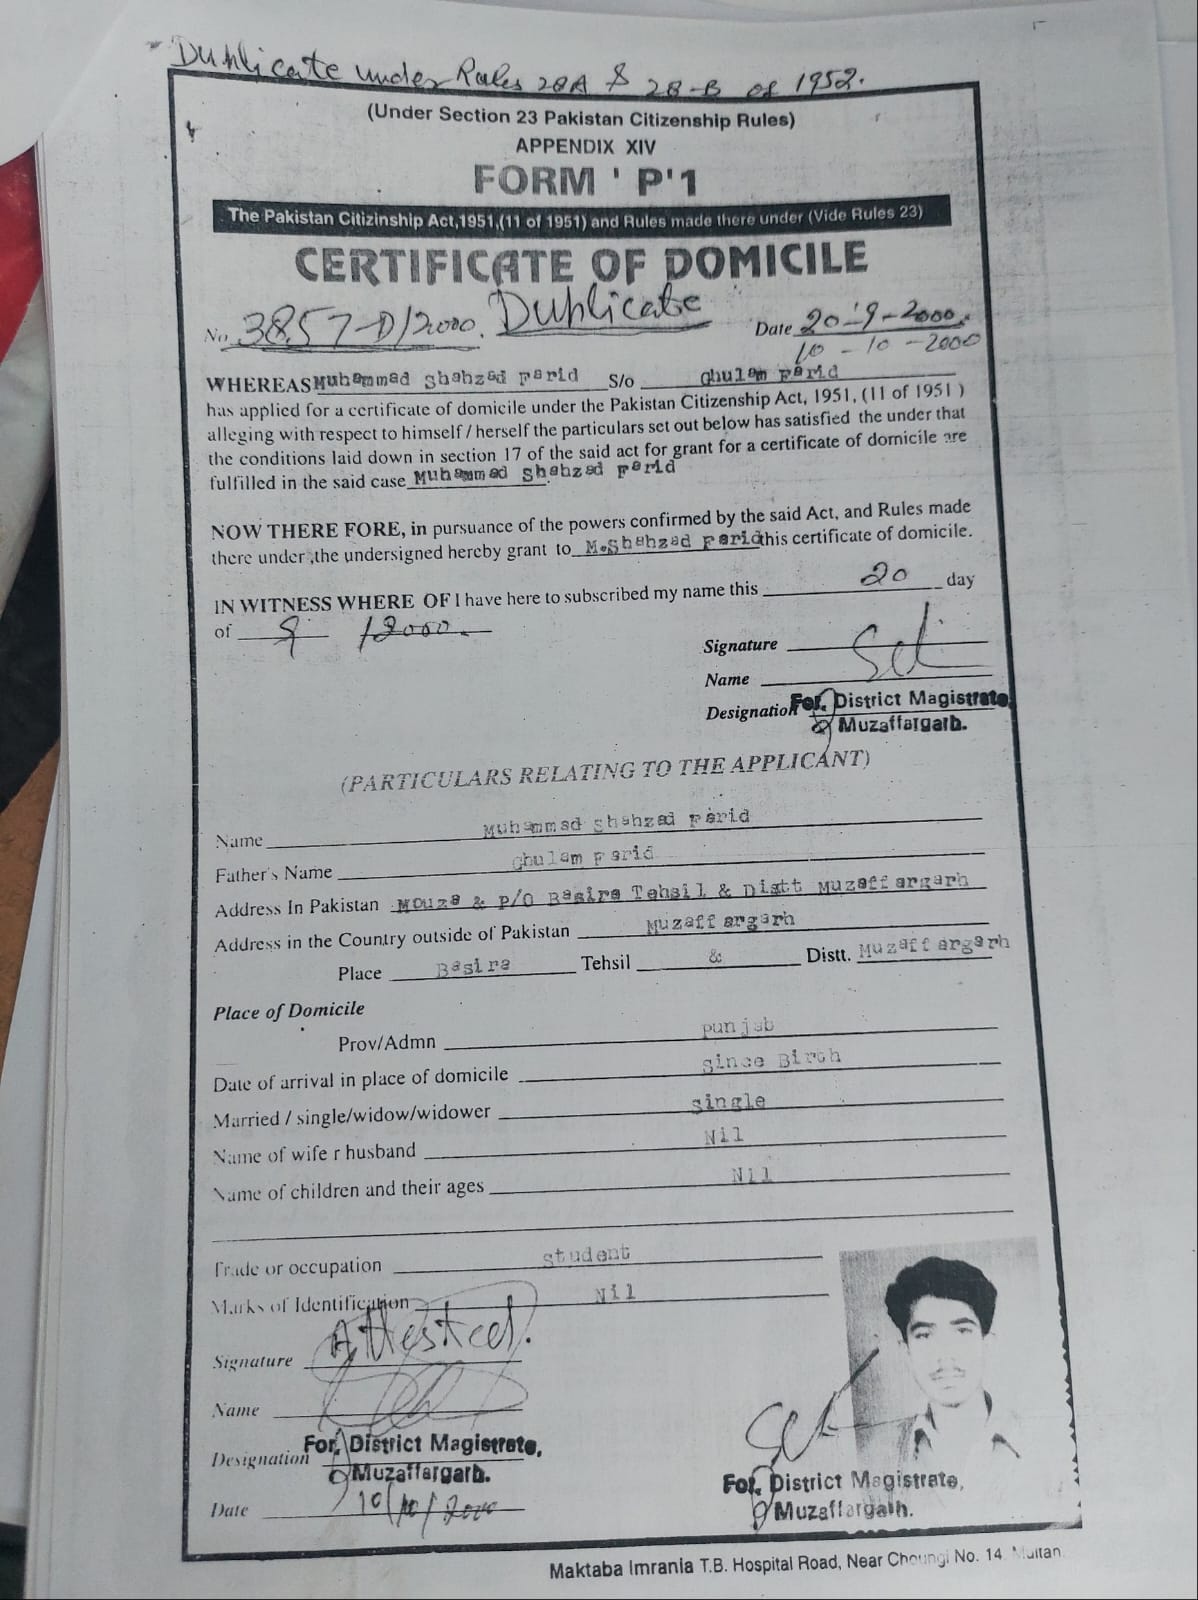 Duplicate under Rules 28A & 28-B of 1952.
(Under Section 23 Pakistan Citizenship Rules)
APPENDIX XIV
FORM ' P'1
The Pakistan Citizinship Act,1951,(11 of 1951) and Rules made there under (Vide Rules 23)
CERTIFICATE OF DOMICILE
No. 3857-D/2000. Duplicate Date 20-9-2000.
10-10-2000
WHEREAS Muhammad Shahzad Farid S/o Ghulam Farid
has applied for a certificate of domicile under the Pakistan Citizenship Act, 1951, (11 of 1951 )
alleging with respect to himself / herself the particulars set out below has satisfied the under that
the conditions laid down in section 17 of the said act for grant for a certificate of domicile are
fulfilled in the said case Muhammad Shahzad Farid
NOW THERE FORE, in pursuance of the powers confirmed by the said Act, and Rules made
there under ,the undersigned hereby grant to M.Shahzad Farid this certificate of domicile.
IN WITNESS WHERE OF I have here to subscribed my name this 20 day
of 9 /2000.
Signature
Name
Designation For, District Magistrate,
Muzaffargarh.
(PARTICULARS RELATING TO THE APPLICANT)
Name Muhammad Shahzad Farid
Father's Name Ghulam Farid
Address In Pakistan Mouza & P/O Basira Tehsil & Distt Muzaffargarh
Address in the Country outside of Pakistan Muzaffargarh
Place Basira Tehsil & Distt. Muzaffargarh
Place of Domicile
Prov/Admn Punjab
Date of arrival in place of domicile Since Birth
Married / single/widow/widower Single
Name of wife r husband Nil
Name of children and their ages Nil
Trade or occupation Student
Marks of Identification Nil
Attested.
Signature
Name
Designation For, District Magistrate,
Muzaffargarh.
Date 10/10/2000
For, District Magistrate,
Muzaffargarh.
Maktaba Imrania T.B. Hospital Road, Near Choungi No. 14 Multan.